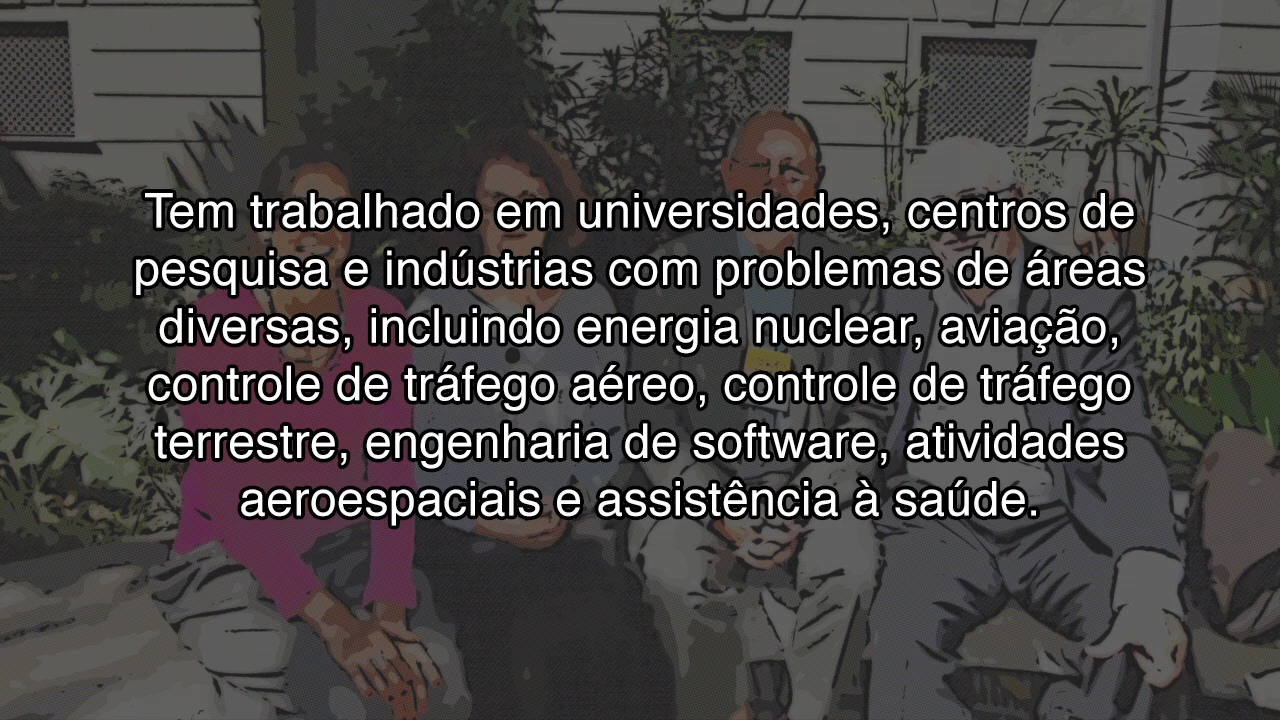 Tem trabalhado em universidades, centros de
pesquisa e indústrias com problemas de áreas
diversas, incluindo energia nuclear, aviação,
controle de tráfego aéreo, controle de tráfego
terrestre, engenharia de software, atividades
aeroespaciais e assistência à saúde.